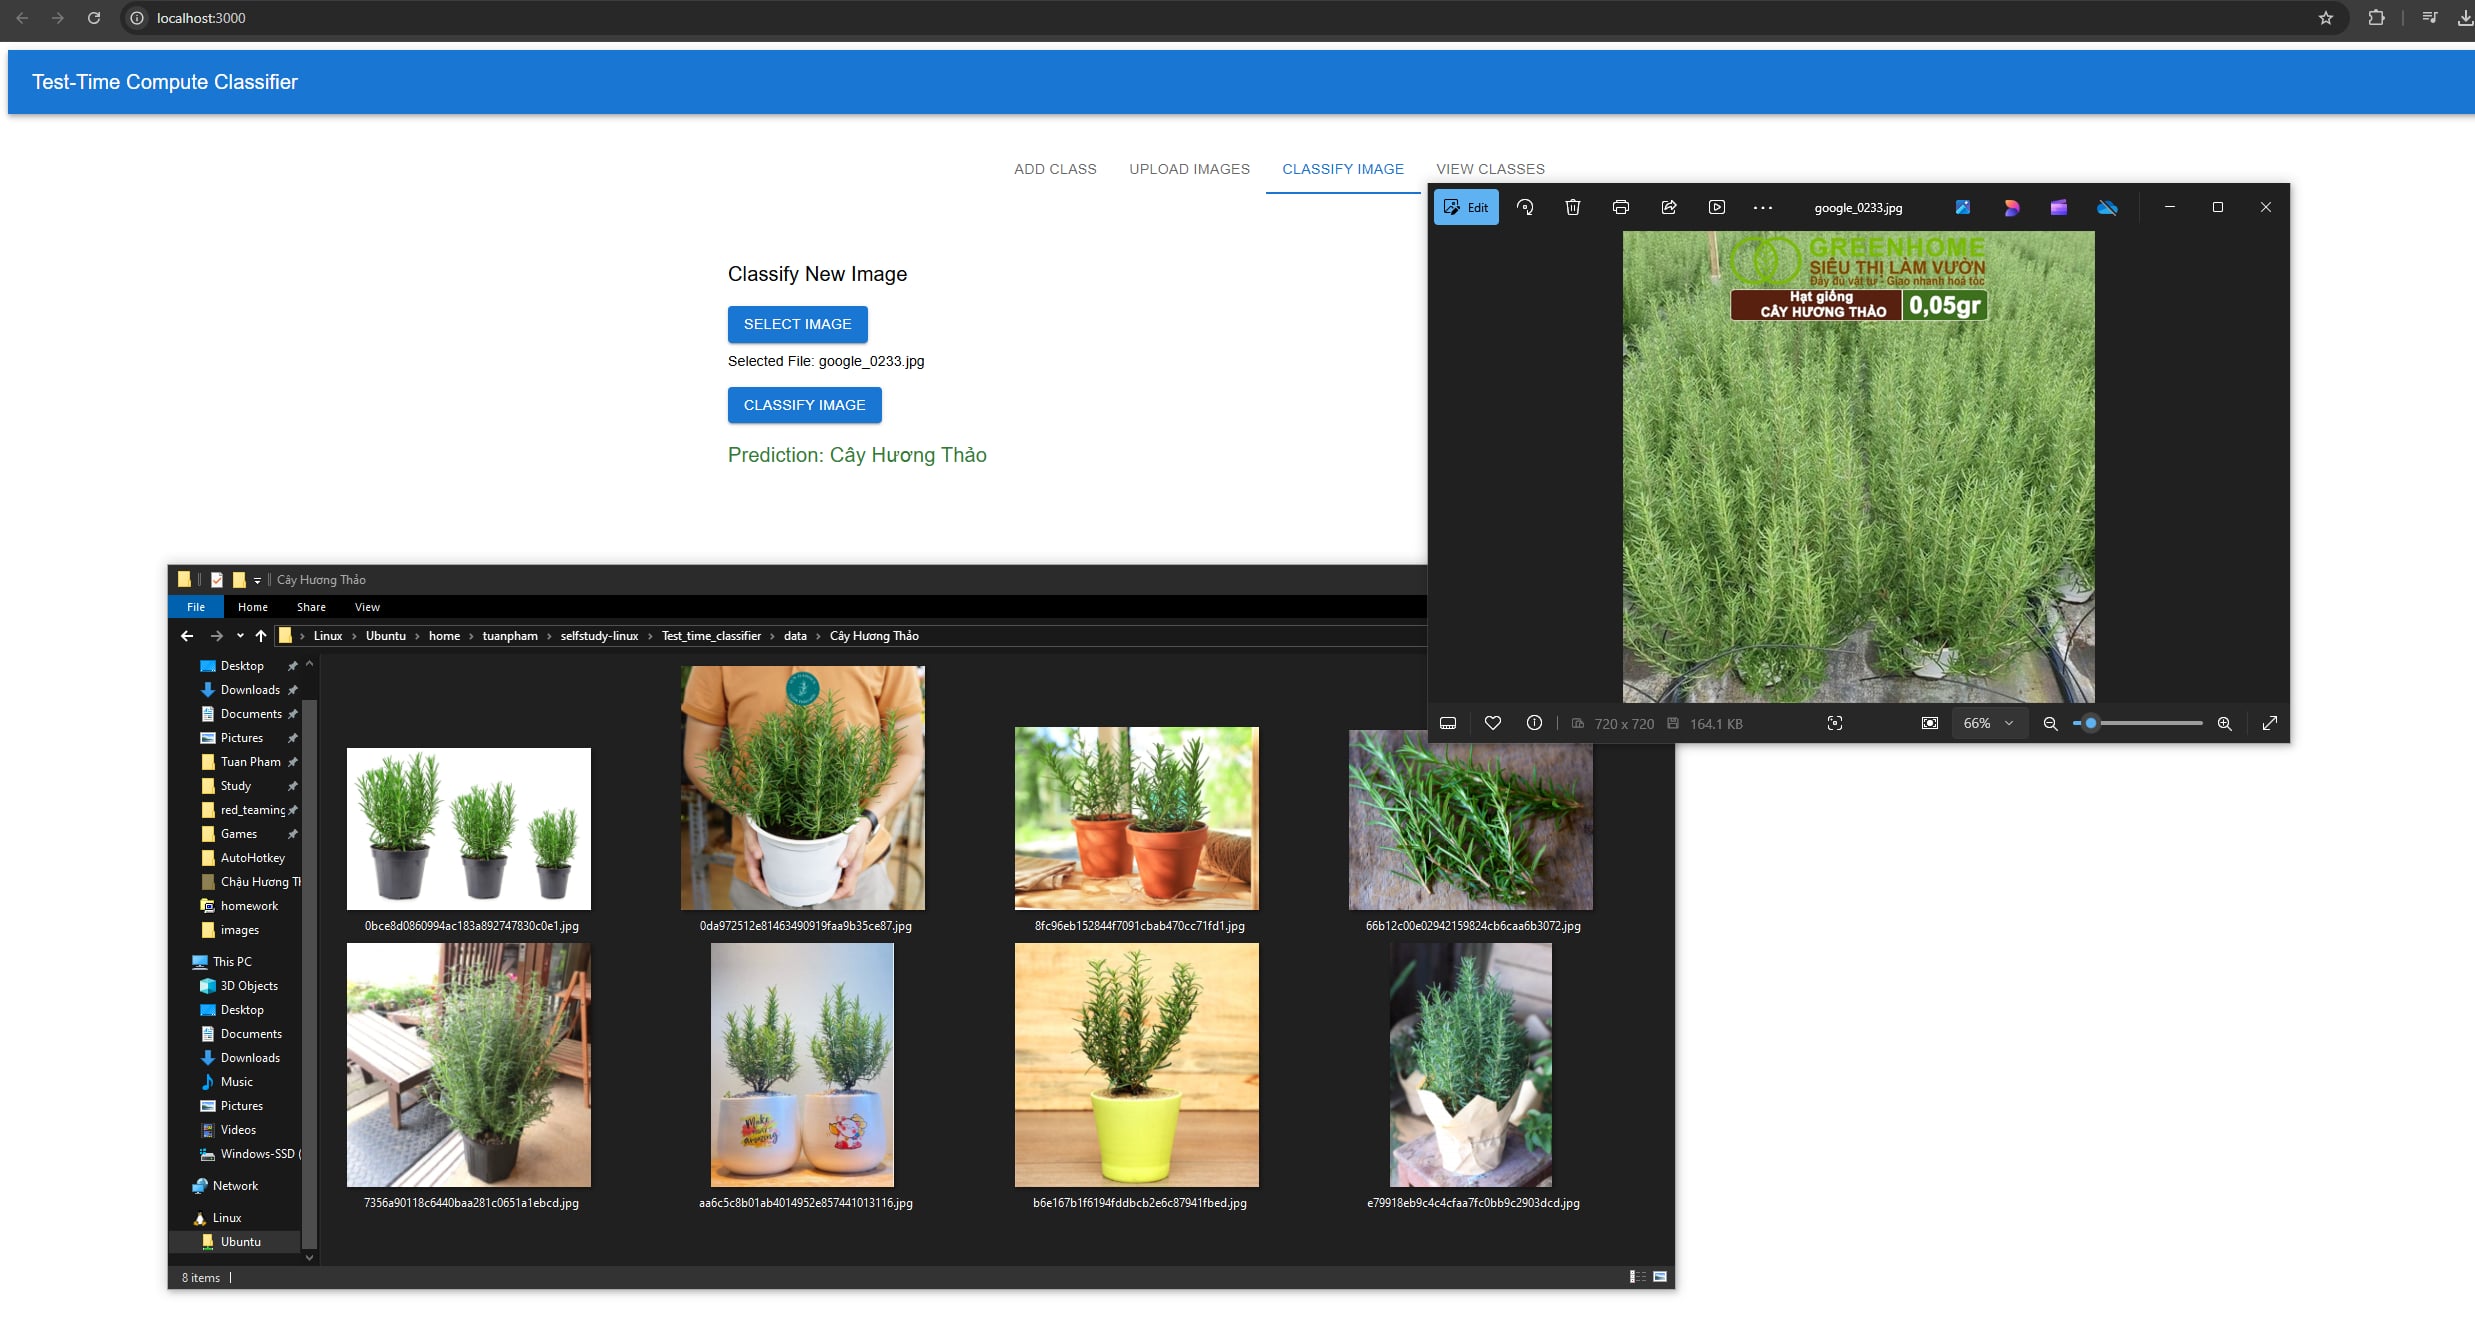 localhost:3000
Test-Time Compute Classifier
ADD CLASS UPLOAD IMAGES CLASSIFY IMAGE VIEW CLASSES
Classify New Image
SELECT IMAGE
Selected File: google_0233.jpg
CLASSIFY IMAGE
Prediction: Cây Hương Thảo
Edit google_0233.jpg
GREENHOME
SIÊU THỊ LÀM VƯỜN
Đầy đủ vật tư - Giao nhanh hoả tốc
Hạt giống
CÂY HƯƠNG THẢO 0,05gr
720 x 720 164.1 KB 66%
Cây Hương Thảo
File Home Share View
Linux Ubuntu home tuanpham selfstudy-linux Test_time_classifier data Cây Hương Thảo
Desktop
Downloads
Documents
Pictures
Tuan Pham
Study
red_teaming
Games
AutoHotkey
Châu Hương Th
homework
images
This PC
3D Objects
Desktop
Documents
Downloads
Music
Pictures
Videos
Windows-SSD (
Network
Linux
Ubuntu
0bce8d0860994ac183a892747830c0e1.jpg
0da972512e81463490919faa9b35ce87.jpg
8fc96eb152844f7091cbab470cc71fd1.jpg
66b12c00e02942159824cb6caa6b3072.jpg
Make
Amazing
7356a90118c6440baa281c0651a1ebcd.jpg
aa6c5c8b01ab4014952e857441013116.jpg
b6e167b1f6194fddbcb2e6c87941fbed.jpg
e79918eb9c4c4cfaa7fc0bb9c2903dcd.jpg
8 items